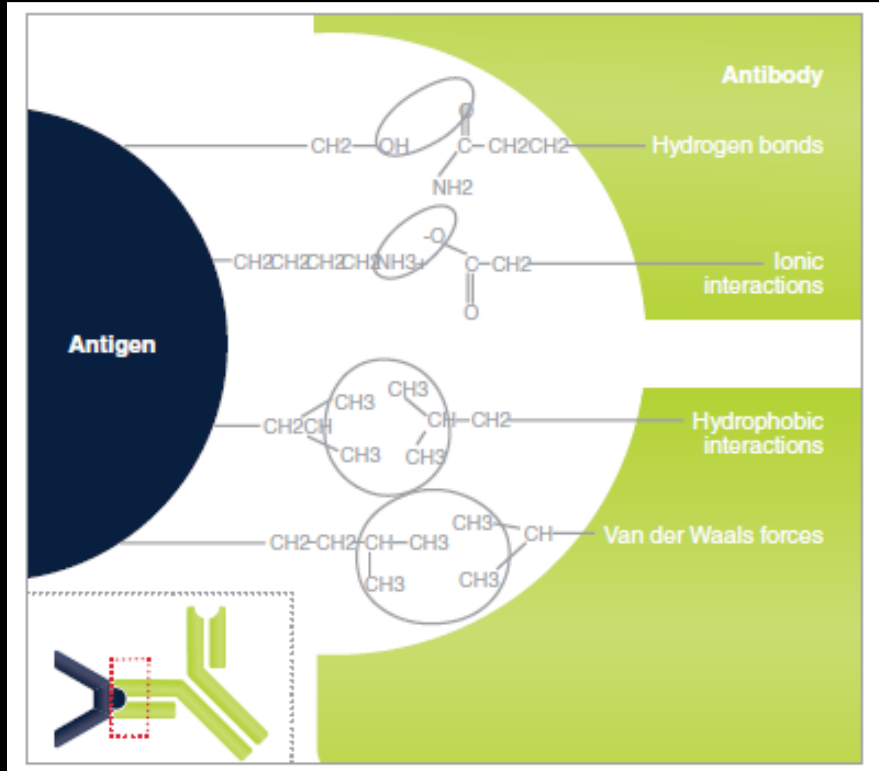 Antibody
O
CH2 OH C CH2CH2 Hydrogen bonds
NH2
-O
CH2CH2CH2CH2NH3+ C CH2 Ionic
interactions
O
Antigen
CH3 CH3
CH2CH CH CH2 Hydrophobic
interactions
CH3 CH3
CH3
CH2 CH2 CH CH3 CH Van der Waals forces
CH3 CH3